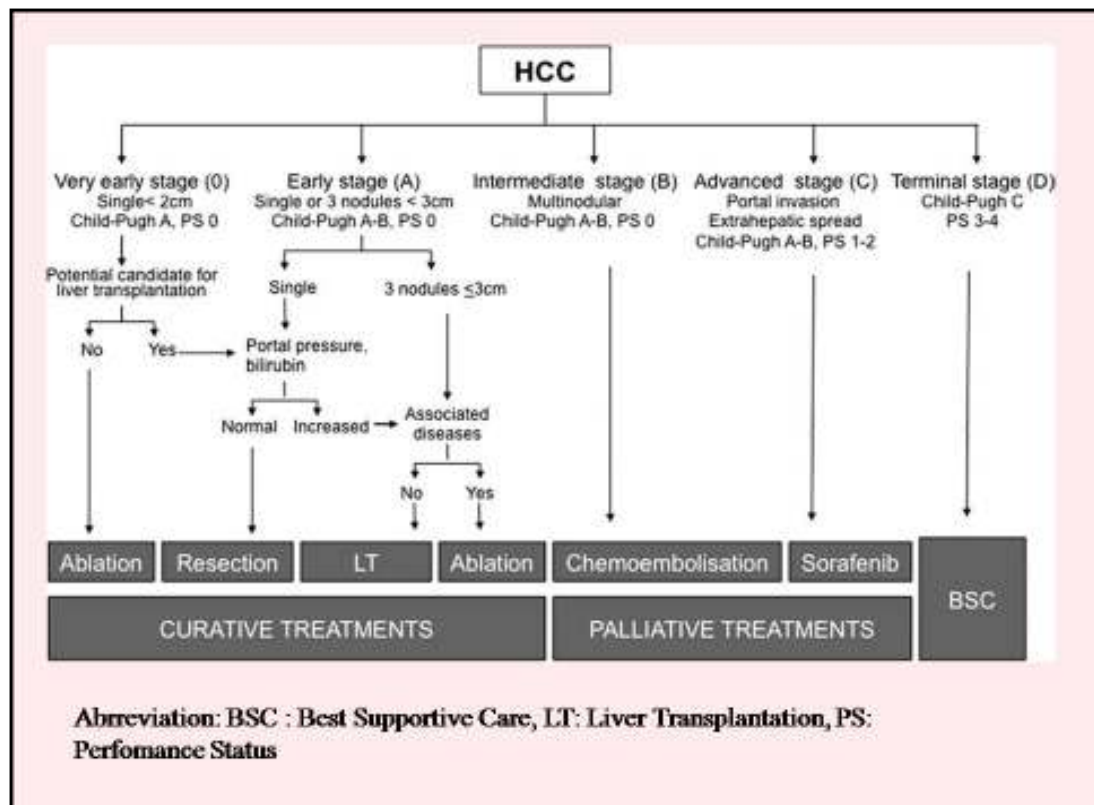 HCC
Very early stage (0)
Single< 2cm
Child-Pugh A, PS 0
Early stage (A)
Single or 3 nodules < 3cm
Child-Pugh A-B, PS 0
Intermediate stage (B)
Multinodular
Child-Pugh A-B, PS 0
Advanced stage (C)
Portal invasion
Extrahepatic spread
Child-Pugh A-B, PS 1-2
Terminal stage (D)
Child-Pugh C
PS 3-4
Potential candidate for
liver transplantation
No
Yes
Single
3 nodules ≤3cm
Portal pressure,
bilirubin
Normal
Increased
Associated
diseases
No
Yes
Ablation
Resection
LT
Ablation
Chemoembolisation
Sorafenib
BSC
CURATIVE TREATMENTS
PALLIATIVE TREATMENTS
Abrreviation: BSC : Best Supportive Care, LT: Liver Transplantation, PS:
Perfomance Status